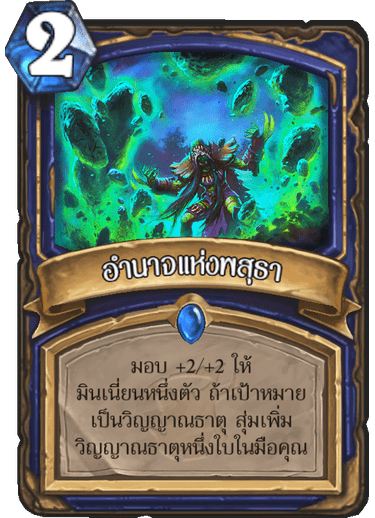 2
อำนาจแห่งพสุธา
มอบ +2/+2 ให้
มินเนี่ยนหนึ่งตัว ถ้าเป้าหมาย
เป็นวิญญาณธาตุ สุ่มเพิ่ม
วิญญาณธาตุหนึ่งใบในมือคุณ